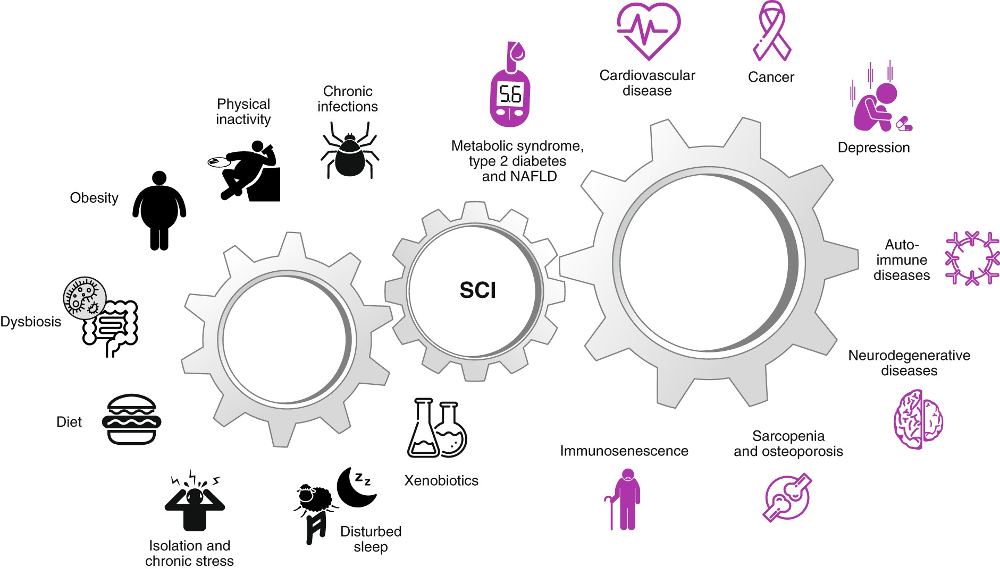 Cardiovascular
disease
Cancer
Chronic
infections
Physical
inactivity
5.6
Metabolic syndrome,
type 2 diabetes
and NAFLD
Depression
Obesity
Auto-
immune
diseases
SCI
Dysbiosis
Neurodegenerative
diseases
Diet
Sarcopenia
and osteoporosis
Immunosenescence
Xenobiotics
z z
Disturbed
sleep
Isolation and
chronic stress